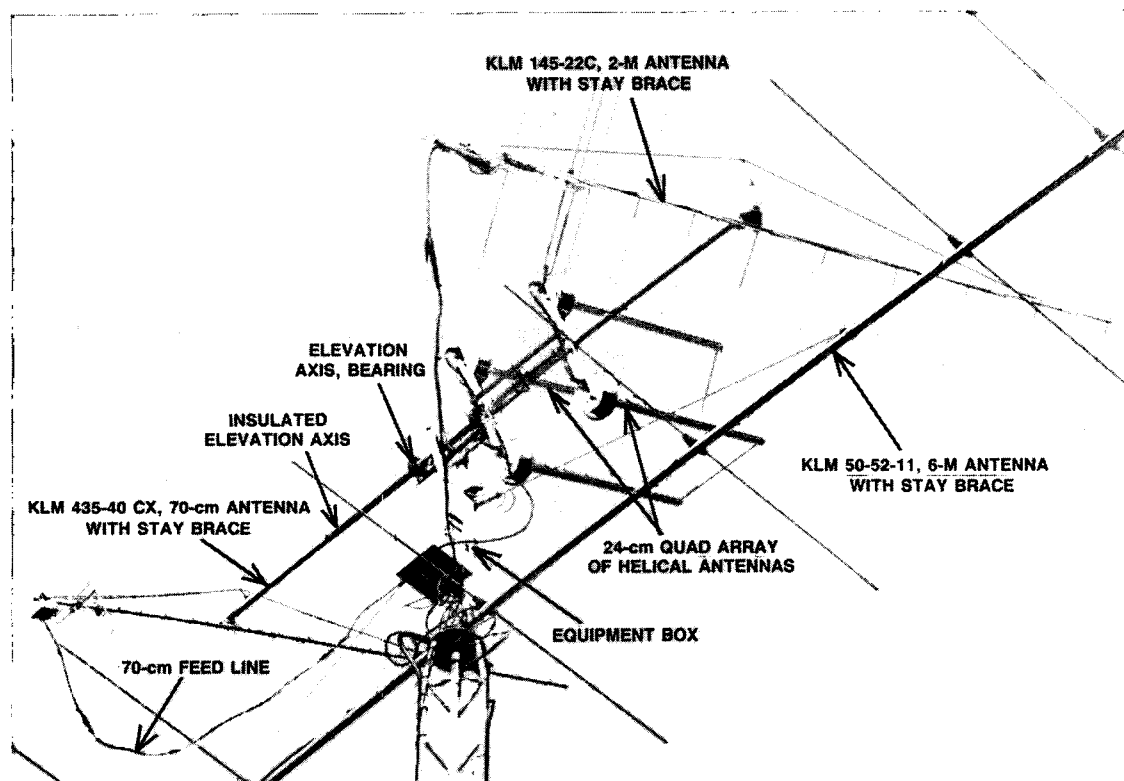 KLM 145-22C, 2-M ANTENNA
WITH STAY BRACE
ELEVATION
AXIS, BEARING
INSULATED
ELEVATION AXIS
KLM 50-52-11, 6-M ANTENNA
WITH STAY BRACE
KLM 435-40 CX, 70-cm ANTENNA
WITH STAY BRACE
24-cm QUAD ARRAY
OF HELICAL ANTENNAS
EQUIPMENT BOX
70-cm FEED LINE